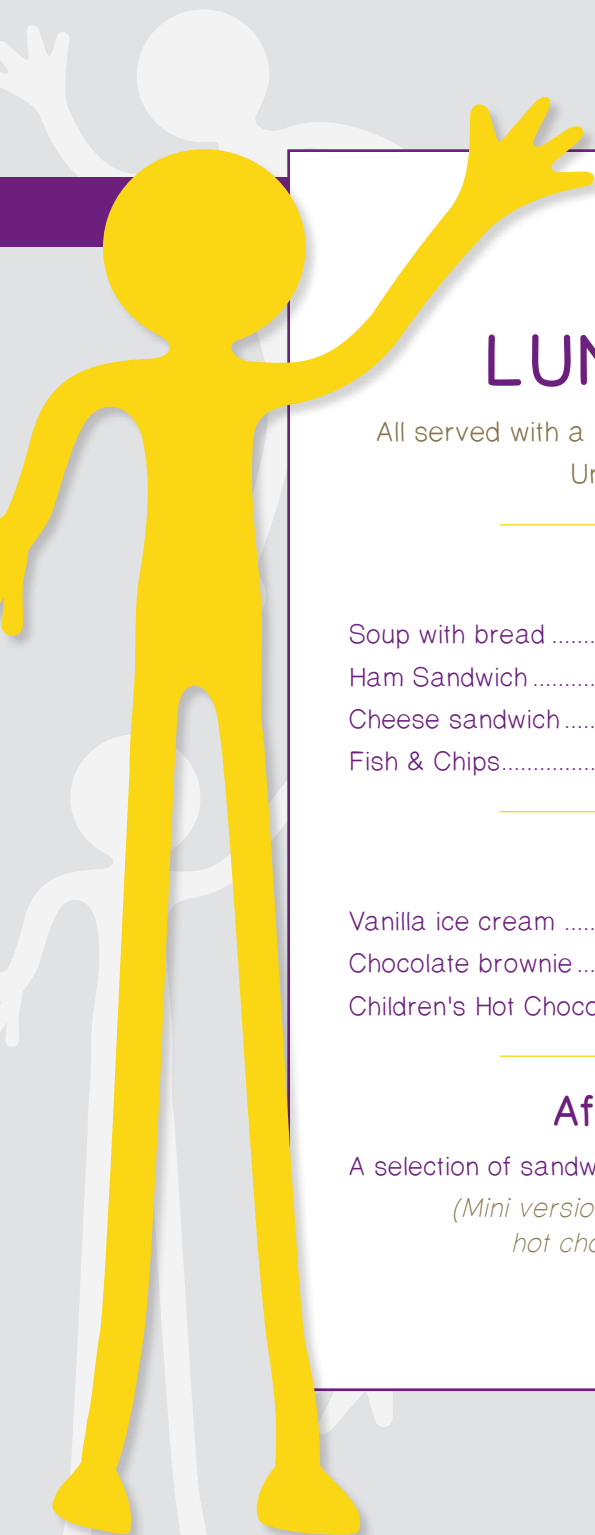 LUN
All served with a
Un
Soup with bread ......
Ham Sandwich ..........
Cheese sandwich .....
Fish & Chips...............
Vanilla ice cream .....
Chocolate brownie ...
Children's Hot Choco
Af
A selection of sandw
(Mini versio
hot cho